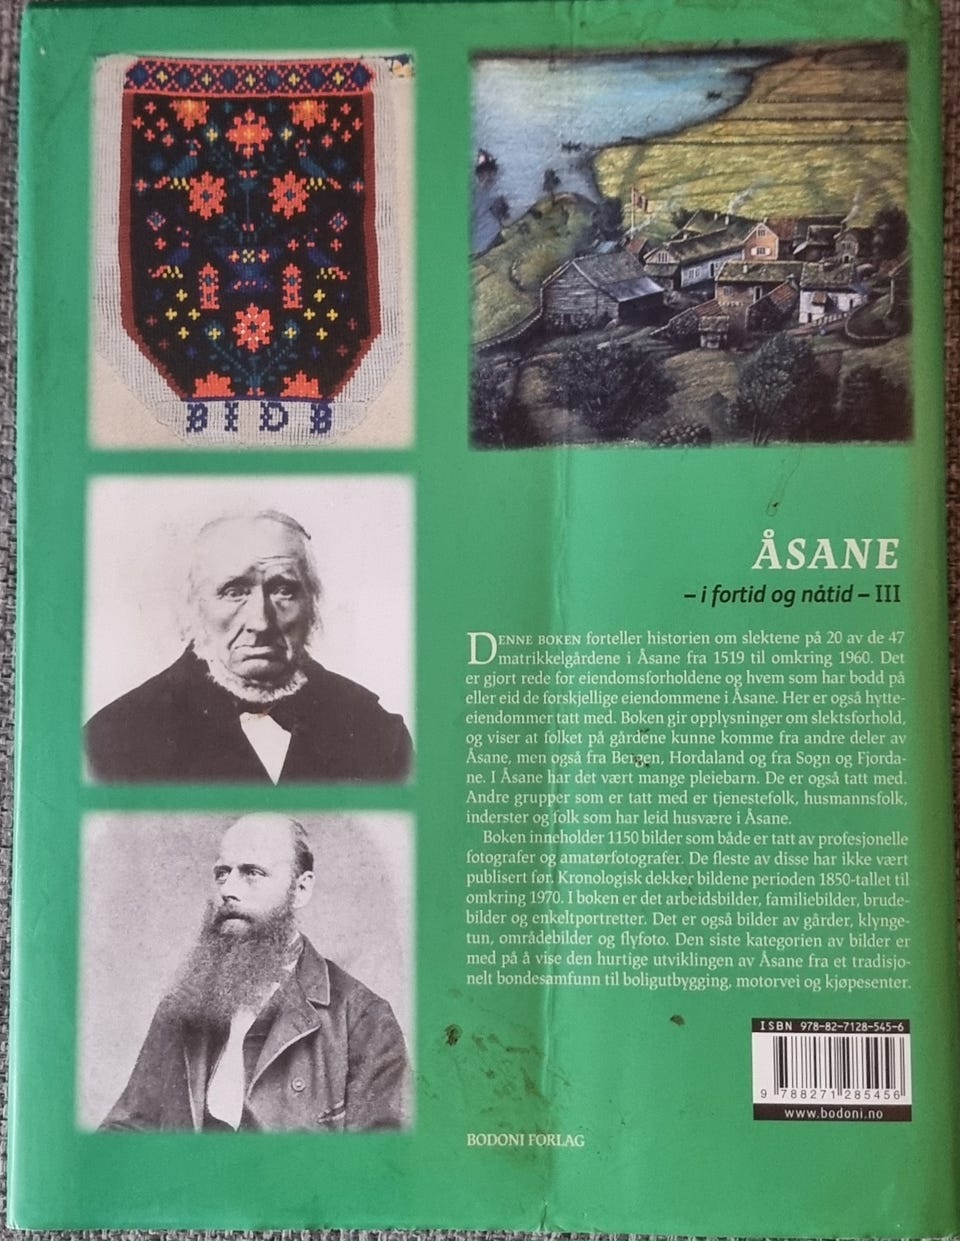 BIDB
ÅSANE
– i fortid og nåtid – III
DENNE BOKEN forteller historien om slektene på 20 av de 47
matrikkelgårdene i Åsane fra 1519 til omkring 1960. Det
er gjort rede for eiendomsforholdene og hvem som har bodd på
eller eid de forskjellige eiendommene i Åsane. Her er også hytte-
eiendommer tatt med. Boken gir opplysninger om slektsforhold,
og viser at folket på gårdene kunne komme fra andre deler av
Åsane, men også fra Bergen, Hordaland og fra Sogn og Fjorda-
ne. I Åsane har det vært mange pleiebarn. De er også tatt med.
Andre grupper som er tatt med er tjenestefolk, husmannsfolk,
inderster og folk som har leid husvære i Åsane.
Boken inneholder 1150 bilder som både er tatt av profesjonelle
fotografer og amatørfotografer. De fleste av disse har ikke vært
publisert før. Kronologisk dekker bildene perioden 1850-tallet til
omkring 1970. I boken er det arbeidsbilder, familiebilder, brude-
bilder og enkeltportretter. Det er også bilder av gårder, klynge-
tun, områdebilder og flyfoto. Den siste kategorien av bilder er
med på å vise den hurtige utviklingen av Åsane fra et tradisjo-
nelt bondesamfunn til boligutbygging, motorvei og kjøpesenter.
ISBN 978-82-7128-545-6
9 788271 285456
www.bodoni.no
BODONI FORLAG